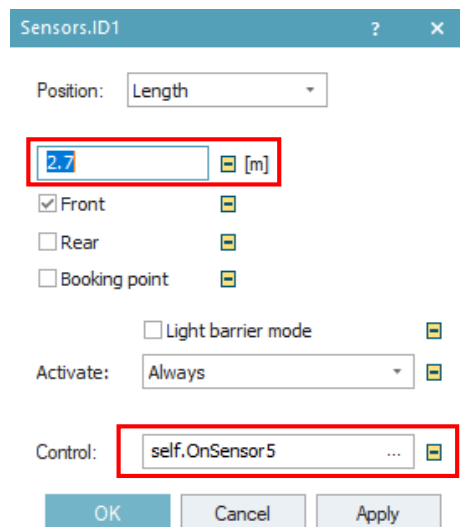 Sensors.ID1 ? ×
Position: Length
2.7 [m]
Front
Rear
Booking point
Light barrier mode
Activate: Always
Control: self.OnSensor5 ...
OK Cancel Apply